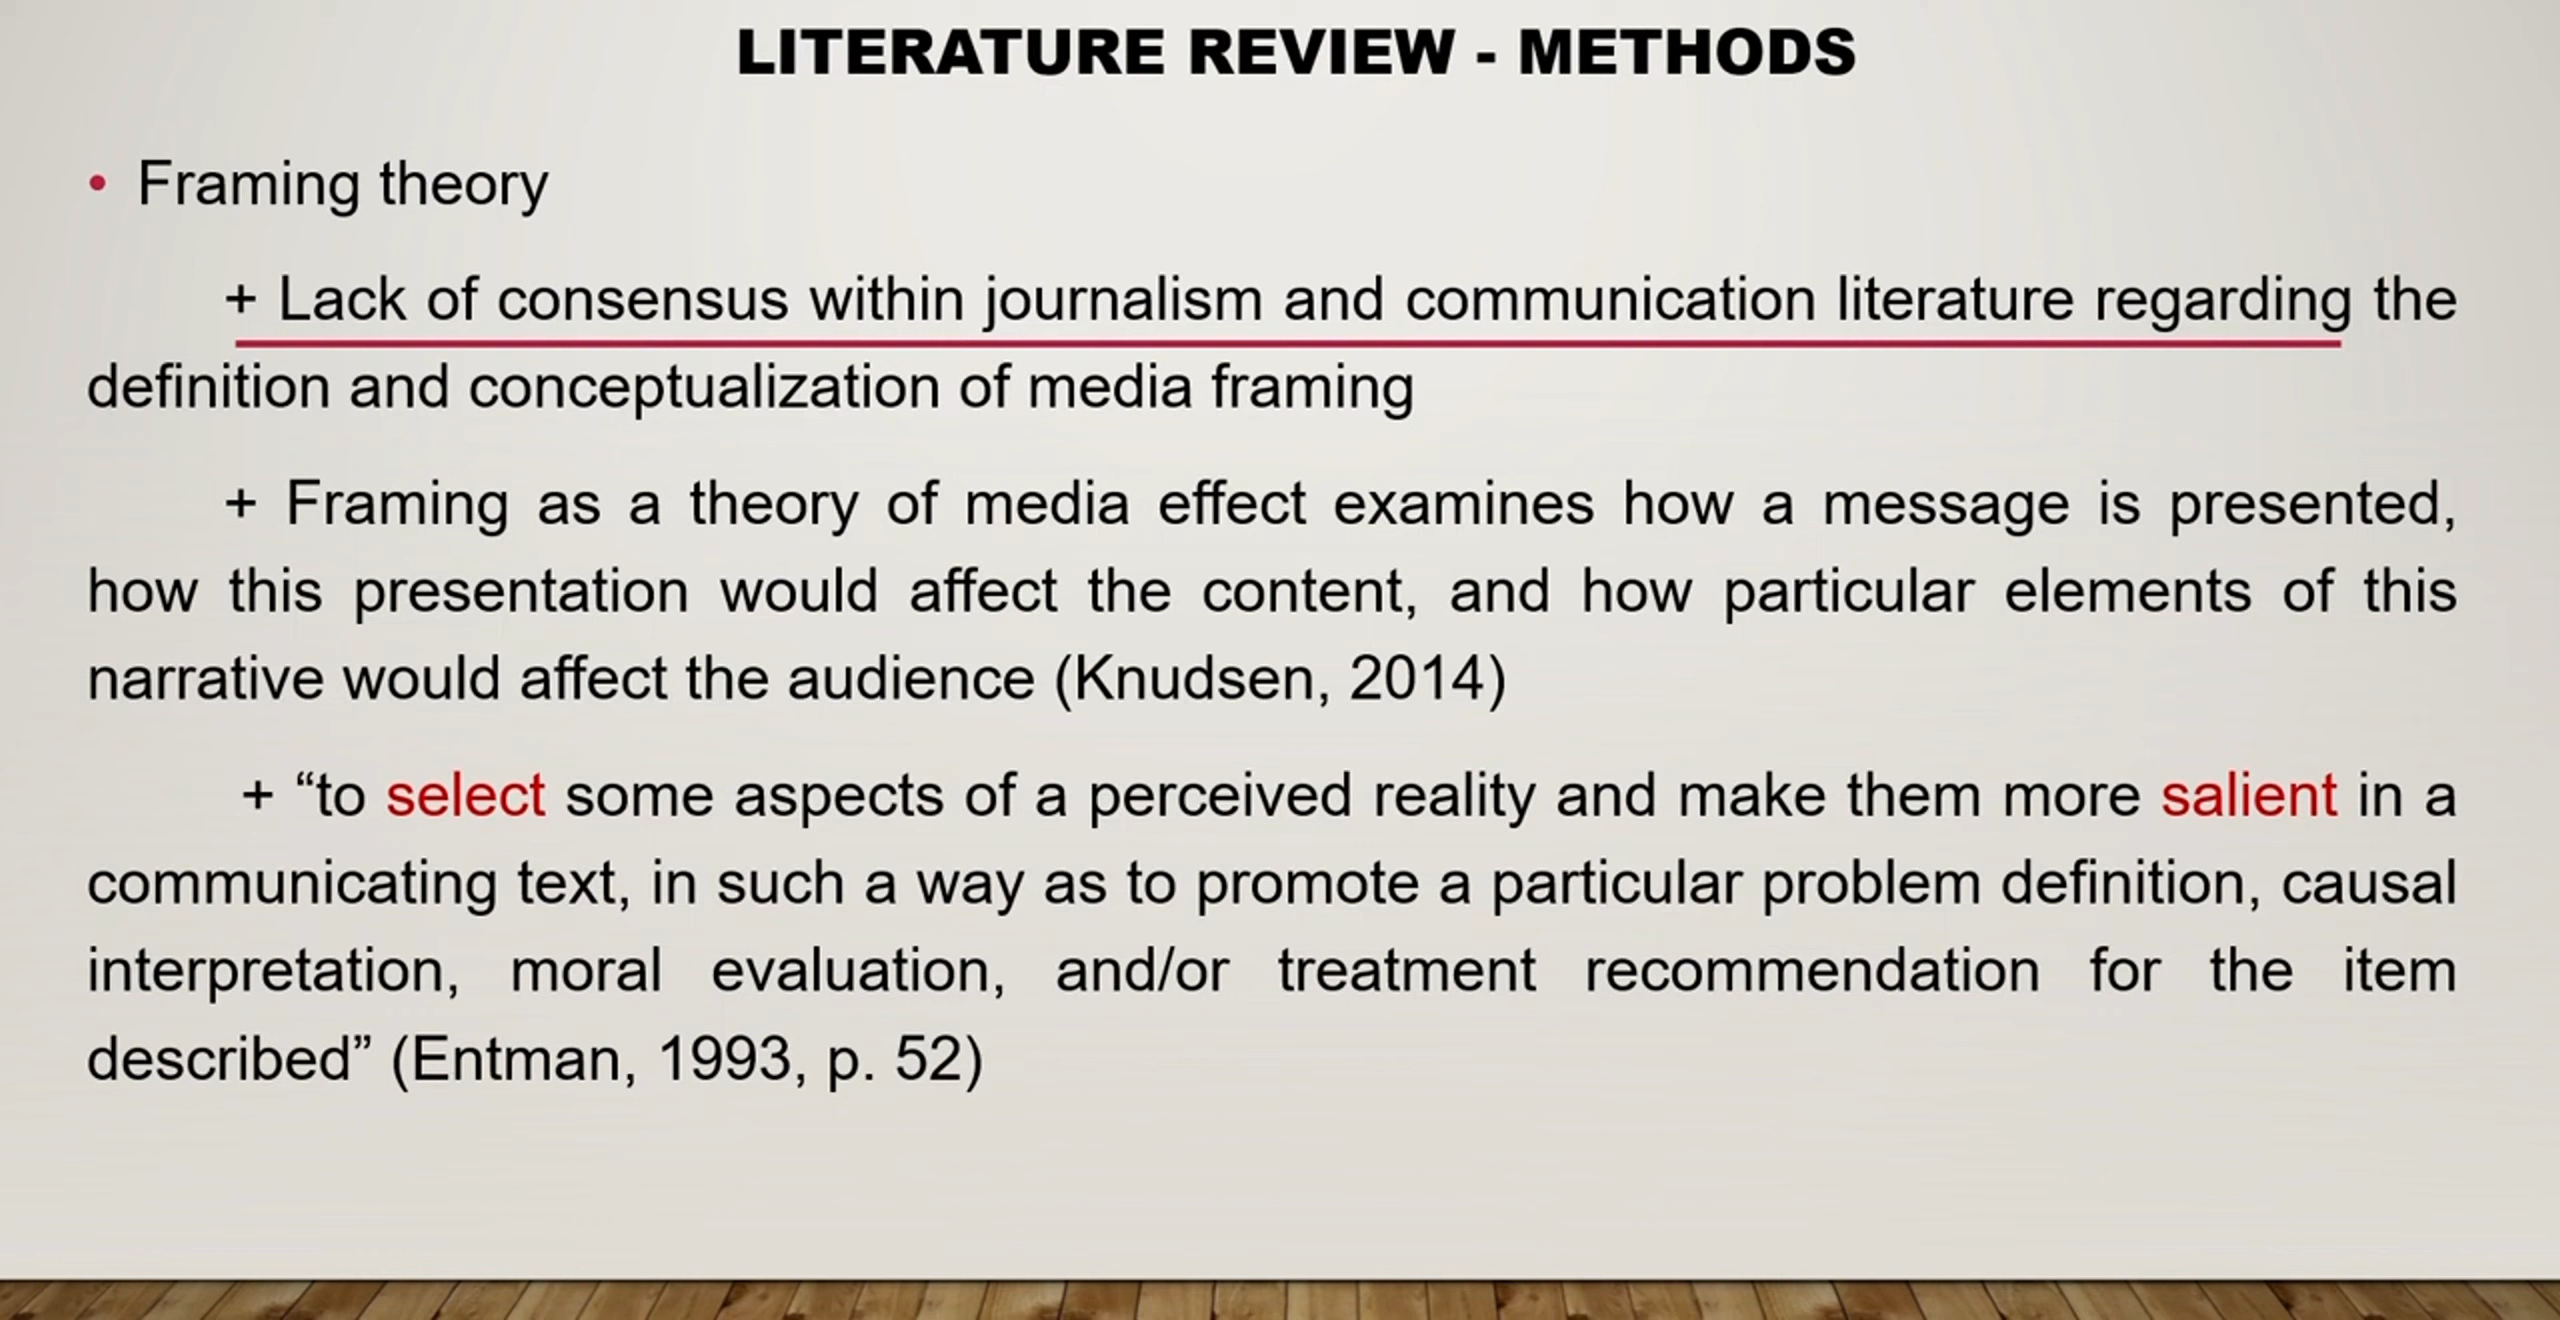 LITERATURE REVIEW - METHODS
• Framing theory
+ Lack of consensus within journalism and communication literature regarding the
definition and conceptualization of media framing
+ Framing as a theory of media effect examines how a message is presented,
how this presentation would affect the content, and how particular elements of this
narrative would affect the audience (Knudsen, 2014)
+ “to select some aspects of a perceived reality and make them more salient in a
communicating text, in such a way as to promote a particular problem definition, causal
interpretation, moral evaluation, and/or treatment recommendation for the item
described” (Entman, 1993, p. 52)